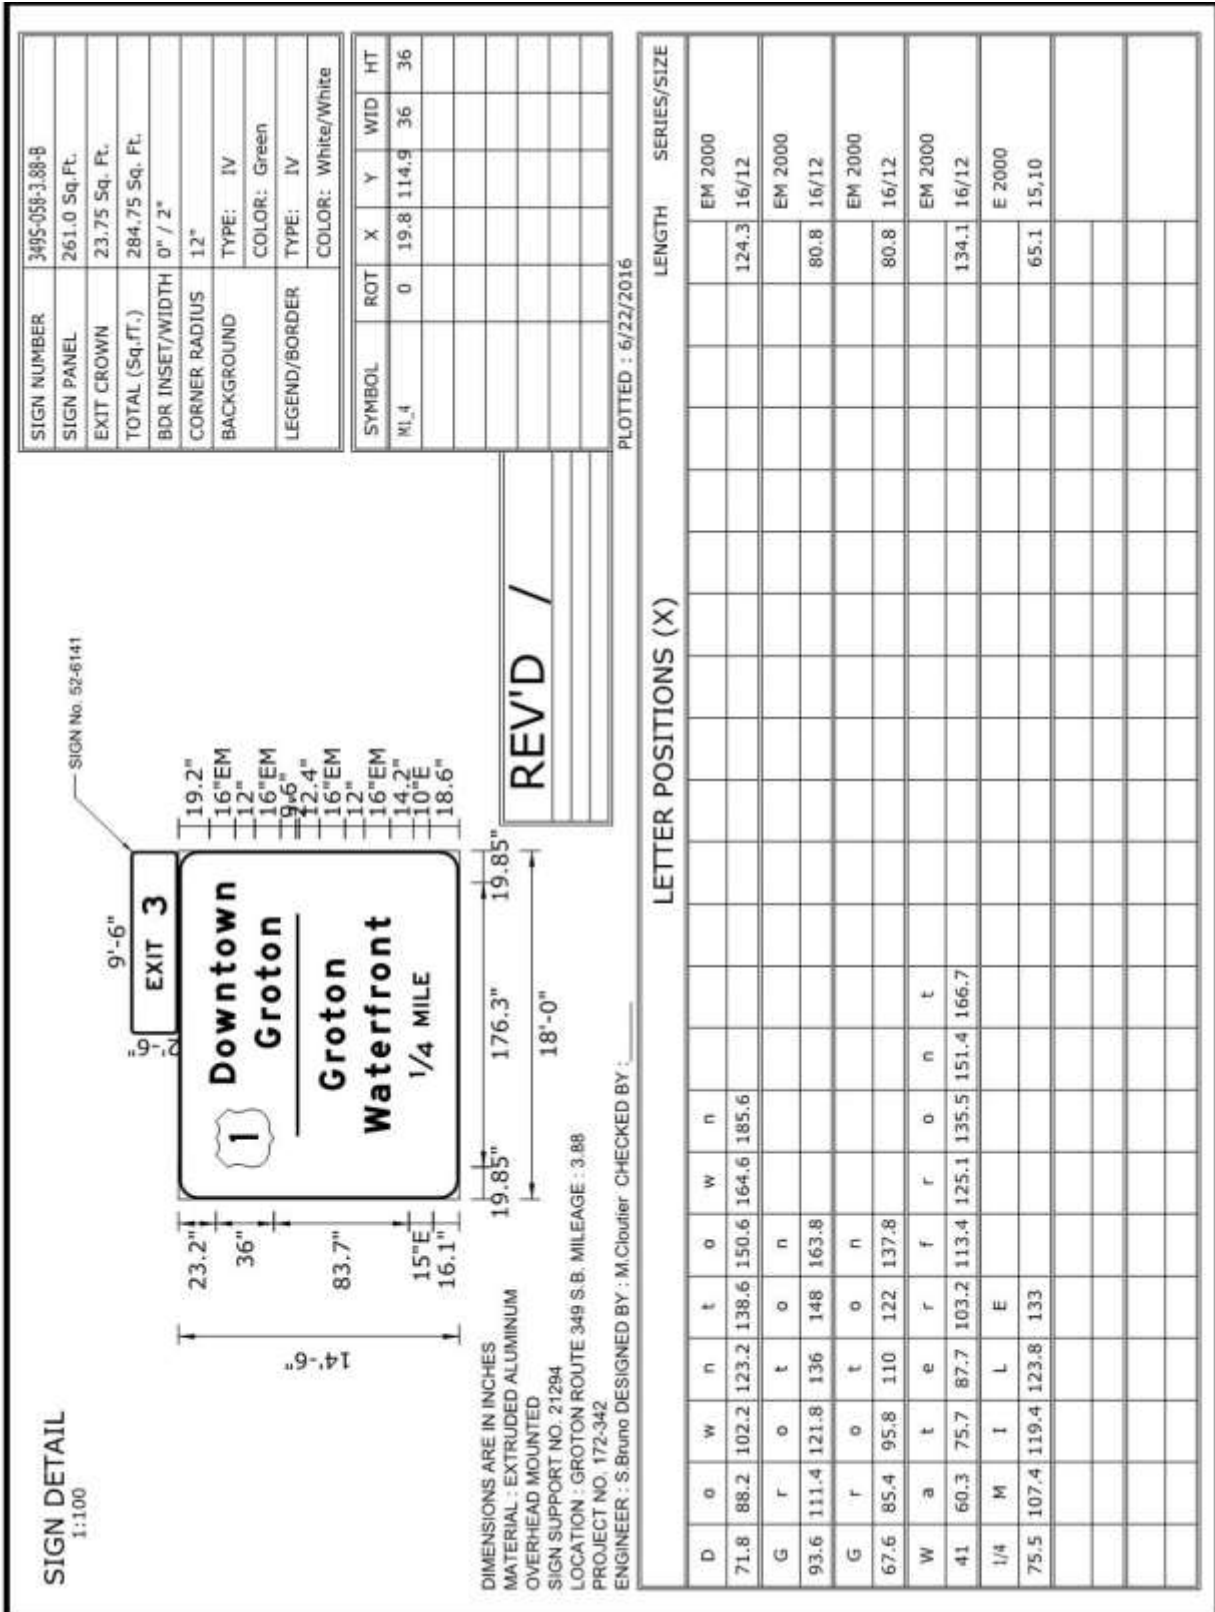 SIGN DETAIL
1:100
SIGN No. 52-6141
9'-6"
2'-6"
EXIT 3
1 Downtown
Groton
Groton
Waterfront
1/4 MILE
14'-6"
23.2"
36"
83.7"
15"E
16.1"
19.2"
16"EM
12"
16"EM
9.6"
12.4"
16"EM
12"
16"EM
14.2"
10"E
18.6"
19.85" 176.3" 19.85"
18'-0"
SIGN NUMBER 349S-058-3.88-B
SIGN PANEL 261.0 Sq.Ft.
EXIT CROWN 23.75 Sq. Ft.
TOTAL (Sq.fT.) 284.75 Sq. Ft.
BDR INSET/WIDTH 0" / 2"
CORNER RADIUS 12"
BACKGROUND TYPE: IV
COLOR: Green
LEGEND/BORDER TYPE: IV
COLOR: White/White
SYMBOL ROT X Y WID HT
M1_4 0 19.8 114.9 36 36
REV'D /
DIMENSIONS ARE IN INCHES
MATERIAL : EXTRUDED ALUMINUM
OVERHEAD MOUNTED
SIGN SUPPORT NO. 21294
LOCATION : GROTON ROUTE 349 S.B. MILEAGE : 3.88
PROJECT NO. 172-342
ENGINEER : S.Bruno DESIGNED BY : M.Cloutier CHECKED BY :
PLOTTED : 6/22/2016
LETTER POSITIONS (X) LENGTH SERIES/SIZE
D o w n t o w n EM 2000
71.8 88.2 102.2 123.2 138.6 150.6 164.6 185.6 124.3 16/12
G r o t o n EM 2000
93.6 111.4 121.8 136 148 163.8 80.8 16/12
G r o t o n EM 2000
67.6 85.4 95.8 110 122 137.8 80.8 16/12
W a t e r f r o n t EM 2000
41 60.3 75.7 87.7 103.2 113.4 125.1 135.5 151.4 166.7 134.1 16/12
1/4 M I L E E 2000
75.5 107.4 119.4 123.8 133 65.1 15,10